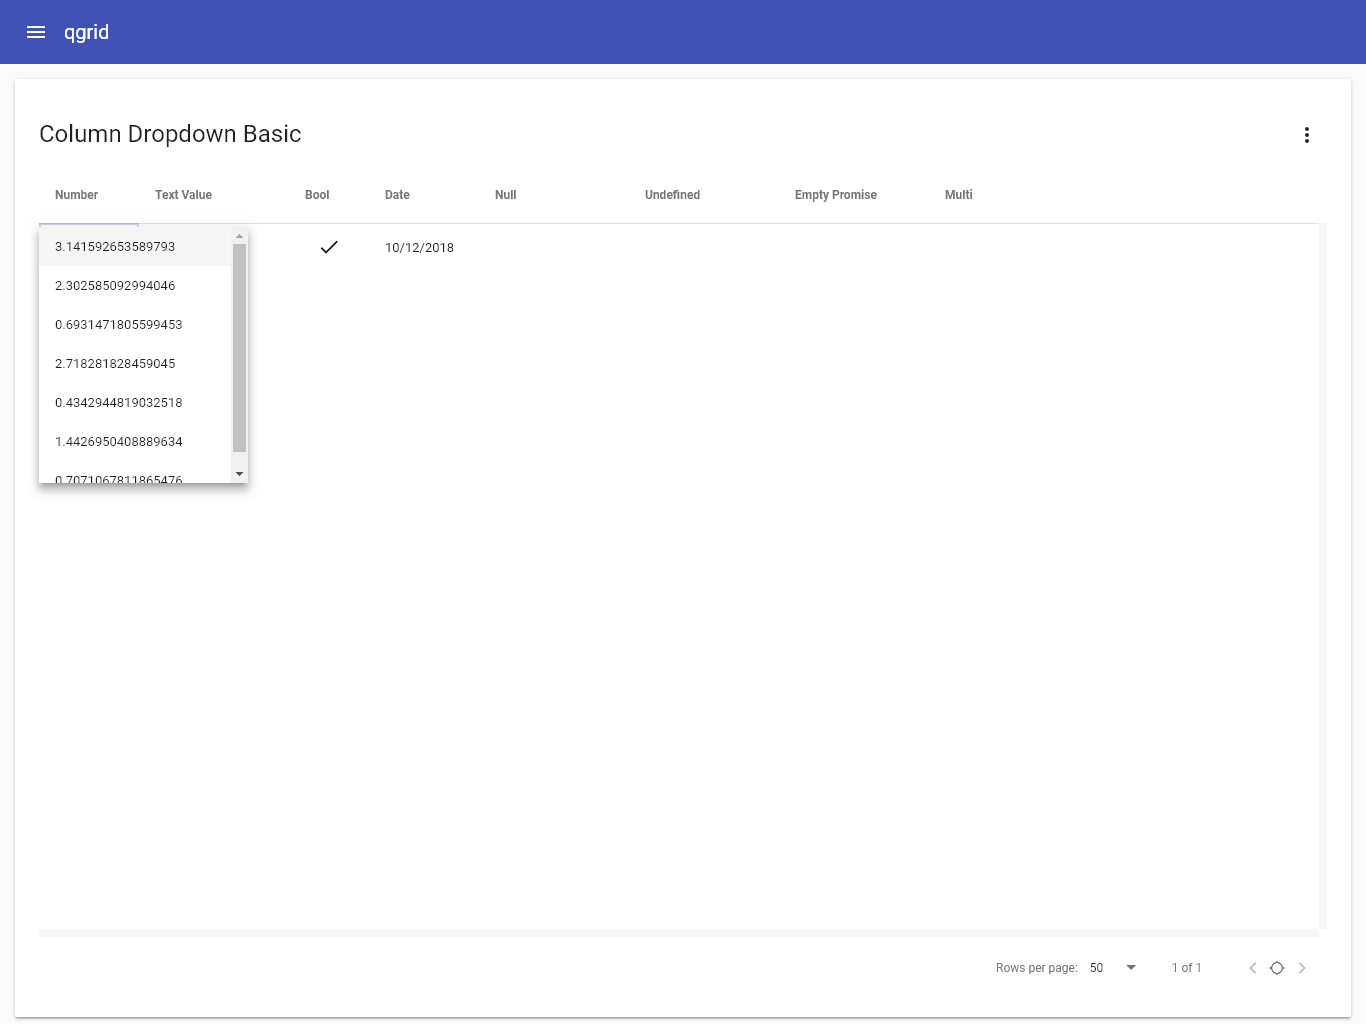 qgrid
Column Dropdown Basic
Number Text Value Bool Date Null Undefined Empty Promise Multi
3.141592653589793 10/12/2018
2.302585092994046
0.6931471805599453
2.718281828459045
0.4342944819032518
1.4426950408889634
0.7071067811865476
Rows per page: 50 1 of 1